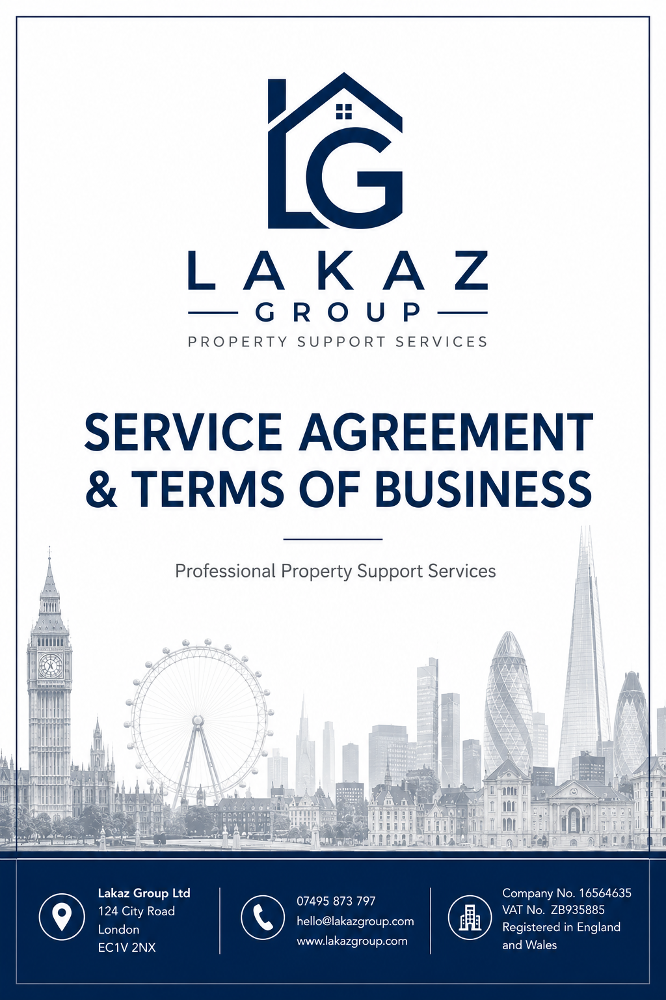 LG
LAKAZ
GROUP
PROPERTY SUPPORT SERVICES
SERVICE AGREEMENT
& TERMS OF BUSINESS
Professional Property Support Services
Lakaz Group Ltd
124 City Road
London
EC1V 2NX
07495 873 797
hello@lakazgroup.com
www.lakazgroup.com
Company No. 16564635
VAT No. ZB935885
Registered in England
and Wales